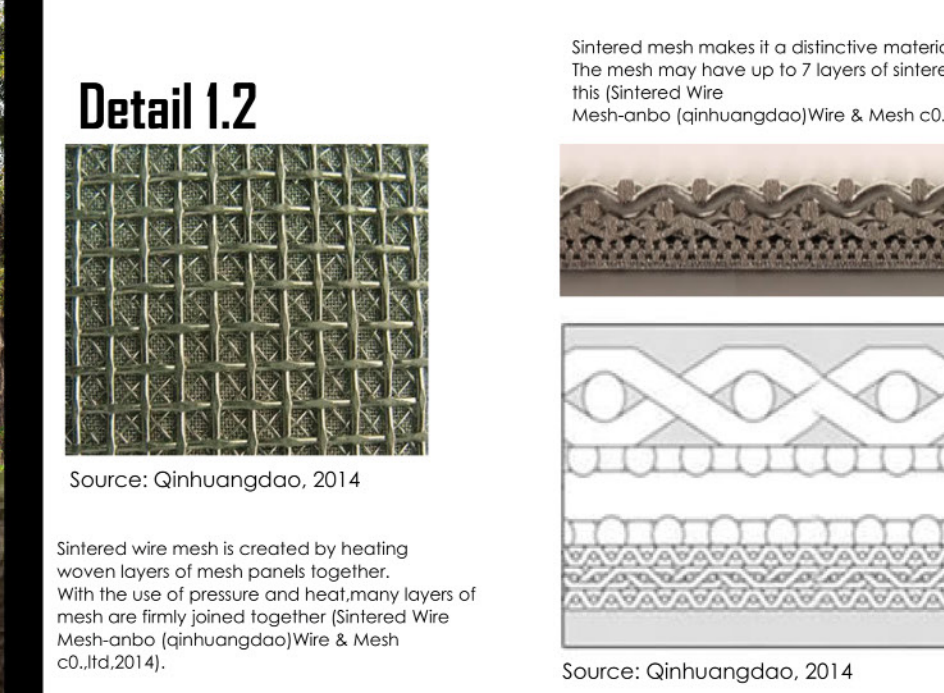 Detail 1.2
Source: Qinhuangdao, 2014
Sintered wire mesh is created by heating
woven layers of mesh panels together.
With the use of pressure and heat,many layers of
mesh are firmly joined together (Sintered Wire
Mesh-anbo (qinhuangdao)Wire & Mesh
c0.,ltd,2014).
Sintered mesh makes it a distinctive
The mesh may have up to 7 layers of
this (Sintered Wire
Mesh-anbo (qinhuangdao)Wire & Mesh c0.
Source: Qinhuangdao, 2014